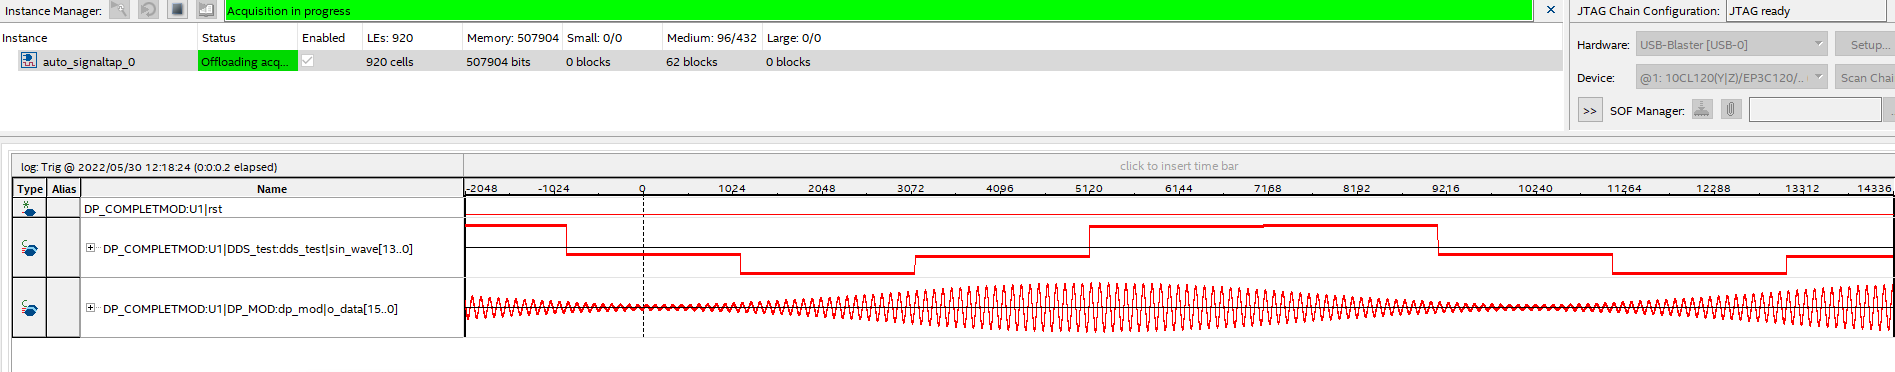 Instance Manager: Acquisition in progress JTAG Chain Configuration: JTAG ready
Instance Status Enabled LEs: 920 Memory: 507904 Small: 0/0 Medium: 96/432 Large: 0/0
auto_signaltap_0 Offloading acq... 920 cells 507904 bits 0 blocks 62 blocks 0 blocks
Hardware: USB-Blaster [USB-0] Setup...
Device: @1: 10CL120(Y|Z)/EP3C120/.. Scan Chai
>> SOF Manager:
log: Trig @ 2022/05/30 12:18:24 (0:0:0.2 elapsed) click to insert time bar
Type Alias Name -2048 -1024 0 1024 2048 3072 4096 5120 6144 7168 8192 9216 10240 11264 12288 13312 14336
DP_COMPLETMOD:U1|rst
DP_COMPLETMOD:U1|DDS_test:dds_test|sin_wave[13..0]
DP_COMPLETMOD:U1|DP_MOD:dp_mod|o_data[15..0]